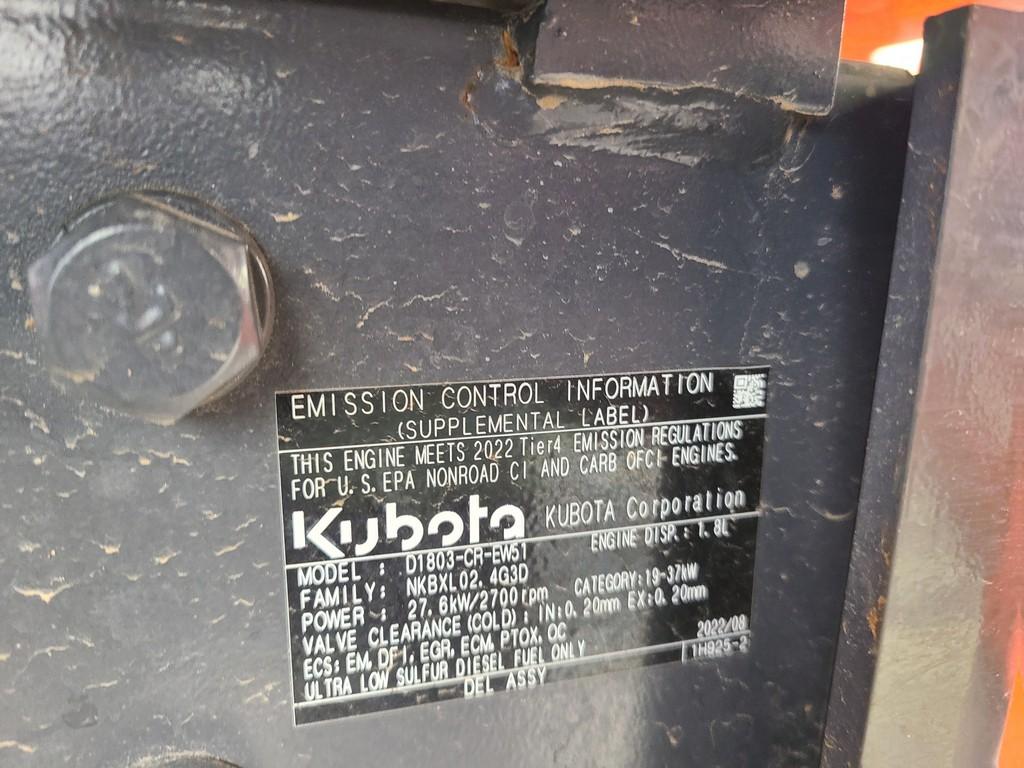 EMISSION CONTROL INFORMATION
(SUPPLEMENTAL LABEL)
THIS ENGINE MEETS 2022 Tier4 EMISSION REGULATIONS
FOR U.S. EPA NONROAD CI AND CARB OFCI ENGINES.
Kubota KUBOTA Corporation
MODEL : D1803-CR-EW51 ENGINE DISP.: 1.8L
FAMILY: NKBXL02.4G3D
POWER : 27.6kW/2700rpm CATEGORY:19-37kW
VALVE CLEARANCE(COLD): IN:0.20mm EX:0.20mm
ECS: EM, DFI, EGR, ECM, PTOX, OC 2022/08
ULTRA LOW SULFUR DIESEL FUEL ONLY 1H925-2
DEL ASSY